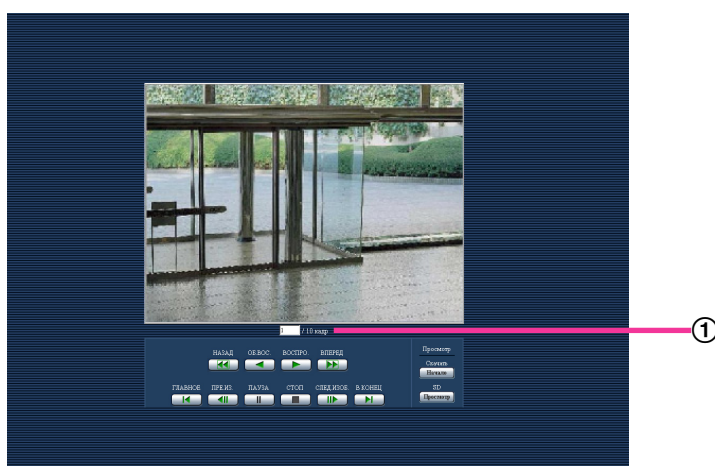 1 / 10 кадр
①
НАЗАД ОБ.ВОС. ВОСПРО. ВПЕРЕД
ГЛАВНОЕ ПРЕ.ИЗ. ПАУЗА СТОП СЛЕД.ИЗОБ. В КОНЕЦ
Просмотр
Скачать
Начали
SD
Просмотр